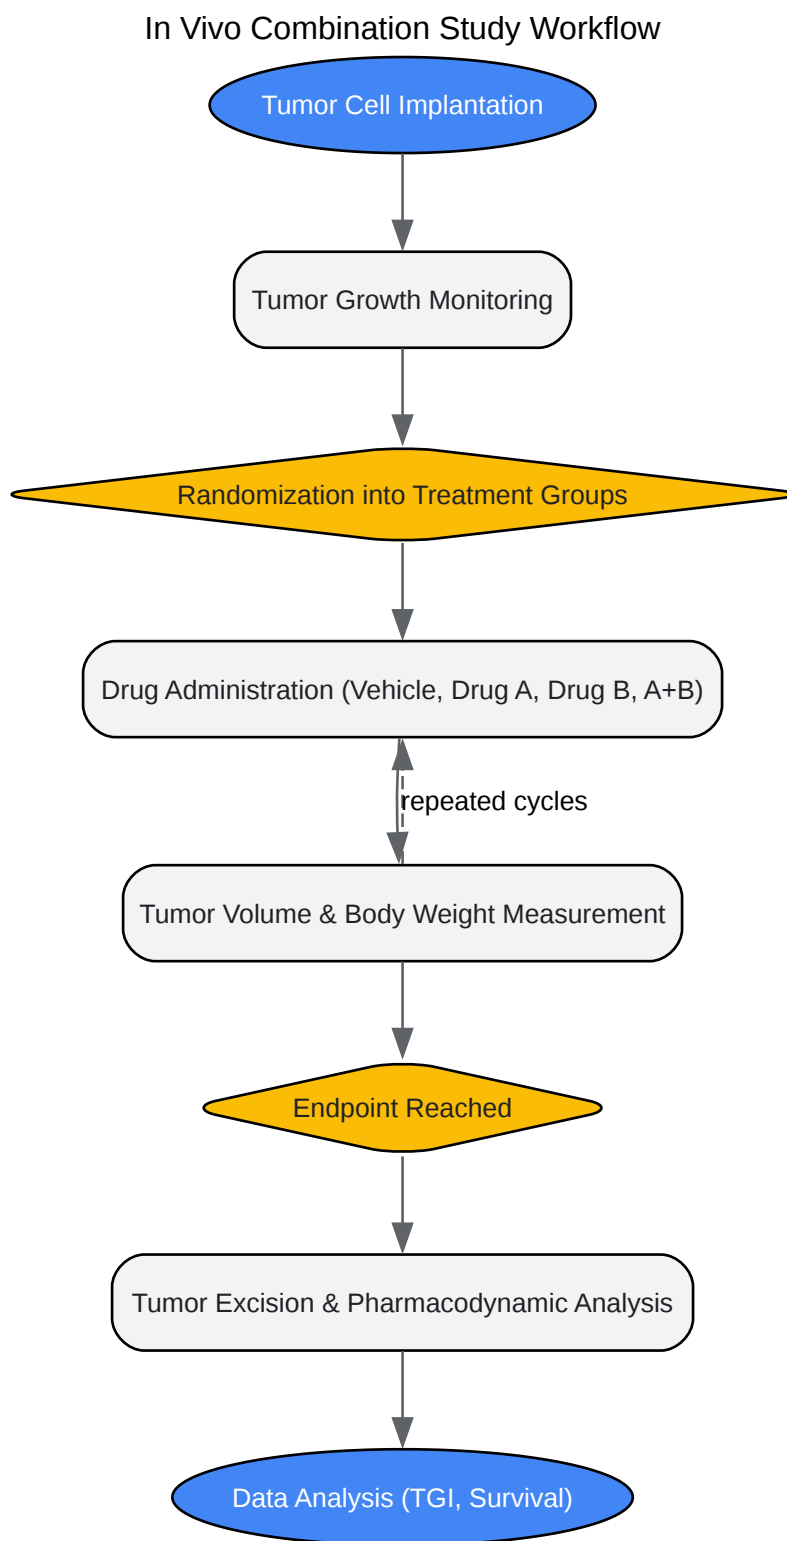 In Vivo Combination Study Workflow
Tumor Cell Implantation
Tumor Growth Monitoring
Randomization into Treatment Groups
Drug Administration (Vehicle, Drug A, Drug B, A+B)
repeated cycles
Tumor Volume & Body Weight Measurement
Endpoint Reached
Tumor Excision & Pharmacodynamic Analysis
Data Analysis (TGI, Survival)